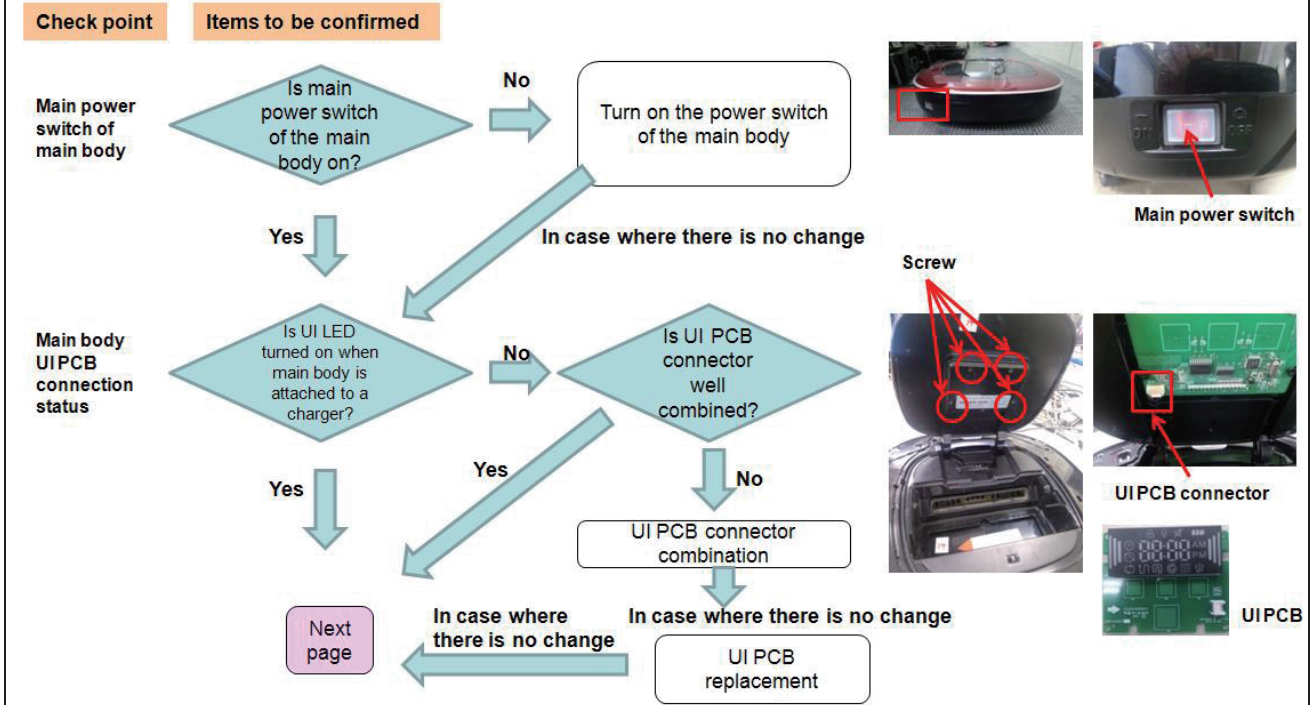 Check point
Items to be confirmed
Main power
switch of
main body
Is main
power switch
of the main
body on?
No
Turn on the power switch
of the main body
OFF
Main power switch
Yes
In case where there is no change
Screw
Main body
UI PCB
connection
status
Is UI LED
turned on when
main body is
attached to a
charger?
No
Is UI PCB
connector
well
combined?
Yes
Yes
No
UI PCB connector
UI PCB connector
combination
AM
88:88
PM
UI PCB
In case where
there is no change
In case where there is no change
Next
page
UI PCB
replacement